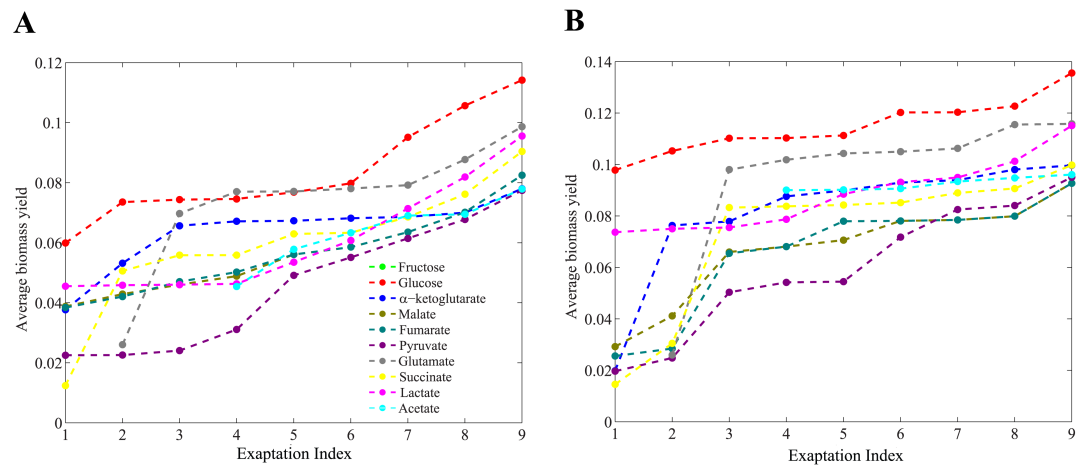 A
B
0.12
0.1
0.08
0.06
0.04
0.02
0
Average biomass yield
1 2 3 4 5 6 7 8 9
Exaptation Index
Fructose
Glucose
α−ketoglutarate
Malate
Fumarate
Pyruvate
Glutamate
Succinate
Lactate
Acetate
0.14
0.12
0.1
0.08
0.06
0.04
0.02
0
Average biomass yield
1 2 3 4 5 6 7 8 9
Exaptation Index